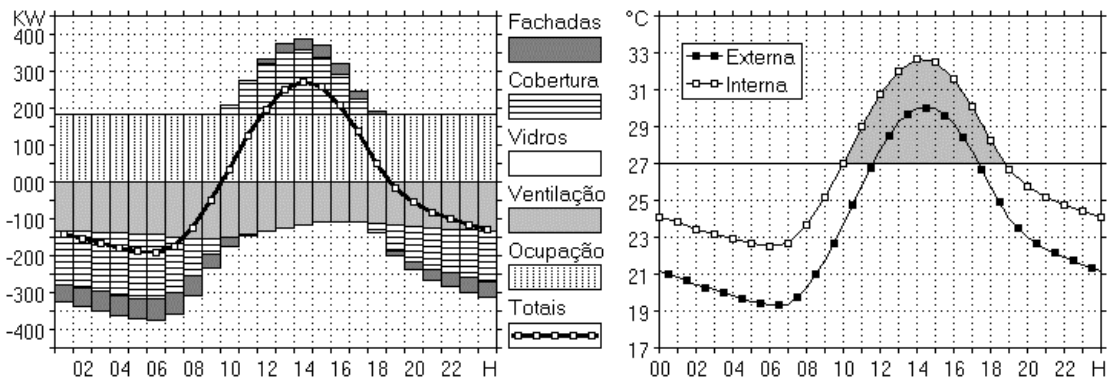 KW
400
300
200
100
000
-100
-200
-300
-400
02 04 06 08 10 12 14 16 18 20 22 H
Fachadas
Cobertura
Vidros
Ventilação
Ocupação
Totais
°C
33
31
29
27
25
23
21
19
17
00 02 04 06 08 10 12 14 16 18 20 22 H
Externa
Interna